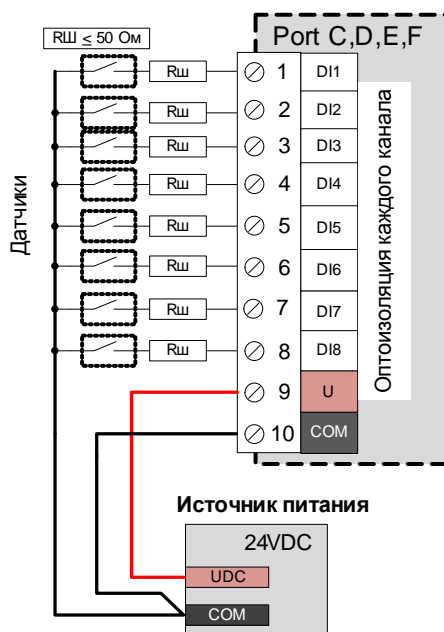 RШ ≤ 50 Ом
Port C,D,E,F
Rш 1 DI1
Rш 2 DI2
Rш 3 DI3
Rш 4 DI4
Rш 5 DI5
Rш 6 DI6
Rш 7 DI7
Rш 8 DI8
9 U
10 COM
Датчики
Оптоизоляция каждого канала
Источник питания
24VDC
UDC
COM